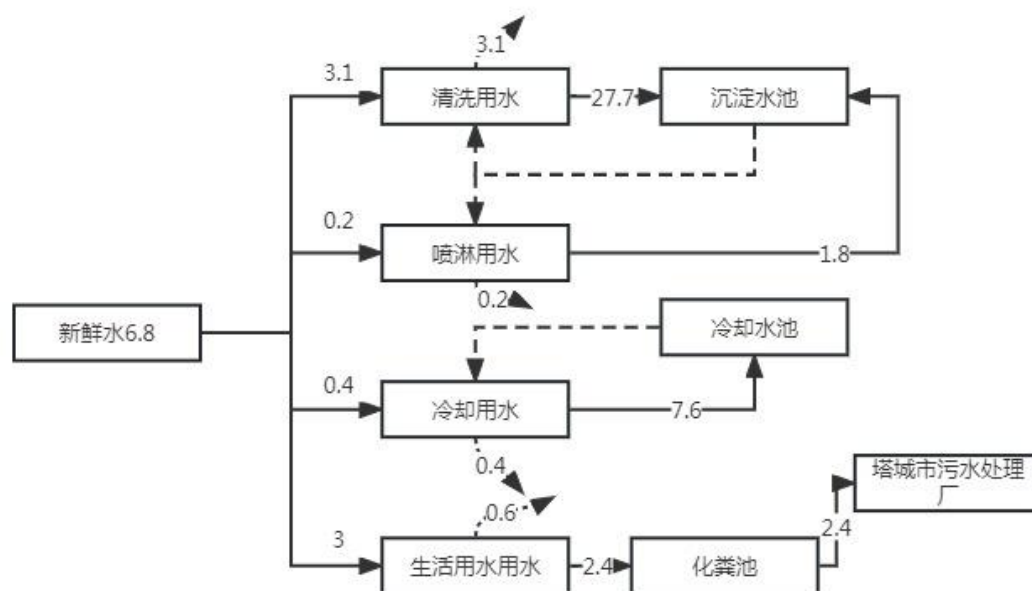 3.1
3.1
清洗用水
27.7
沉淀水池
0.2
喷淋用水
1.8
0.2
新鲜水6.8
冷却水池
0.4
冷却用水
7.6
0.4
塔城市污水处理
厂
0.6
3
2.4
生活用水用水
2.4
化粪池